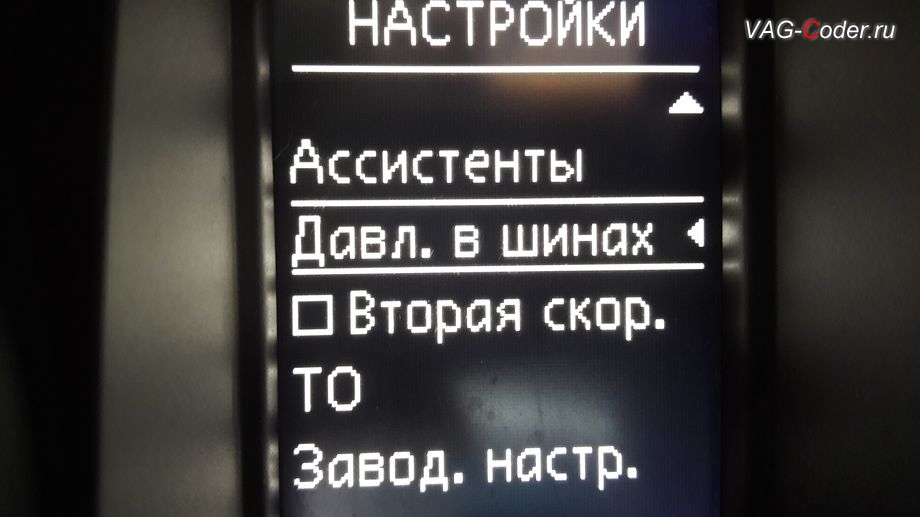 VAG-Coder.ru
НАСТРОЙКИ
Ассистенты
Давл. в шинах
Вторая скор.
ТО
Завод. настр.